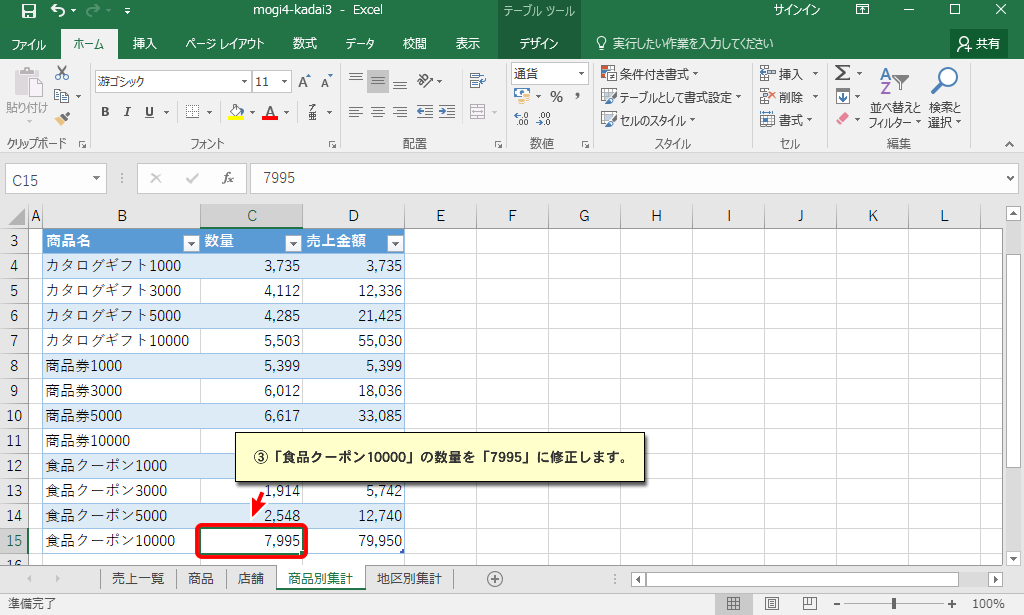 mogi4-kadai3 - Excel
テーブル ツール
サインイン
ファイル ホーム 挿入 ページ レイアウト 数式 データ 校閲 表示 デザイン 実行したい作業を入力してください 共有
貼り付け
游ゴシック 11 A A
B I U A
通貨
% ,
条件付き書式
テーブルとして書式設定
セルのスタイル
挿入
削除
書式
Σ
並べ替えと フィルター
検索と 選択
クリップボード フォント 配置 数値 スタイル セル 編集
C15 fx 7995
A B C D E F G H I J K L
3 商品名 数量 売上金額
4 カタログギフト1000 3,735 3,735
5 カタログギフト3000 4,112 12,336
6 カタログギフト5000 4,285 21,425
7 カタログギフト10000 5,503 55,030
8 商品券1000 5,399 5,399
9 商品券3000 6,012 18,036
10 商品券5000 6,617 33,085
11 商品券10000
12 食品クーポン1000
③「食品クーポン10000」の数量を「7995」に修正します。
13 食品クーポン3000 1,914 5,742
14 食品クーポン5000 2,548 12,740
15 食品クーポン10000 7,995 79,950
売上一覧 商品 店舗 商品別集計 地区別集計
準備完了 100%